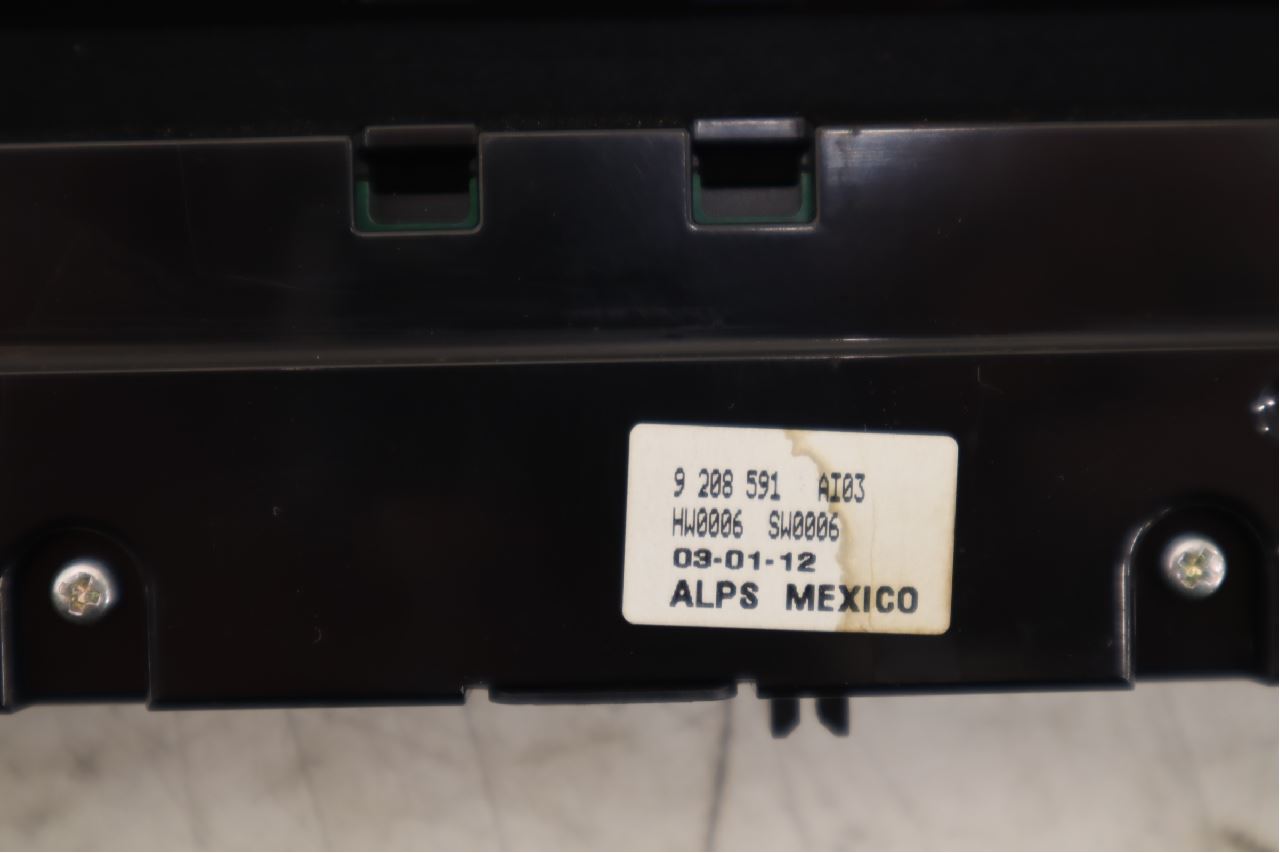 9 208 591 AI03
HW0006 SW0006
03-01-12
ALPS MEXICO